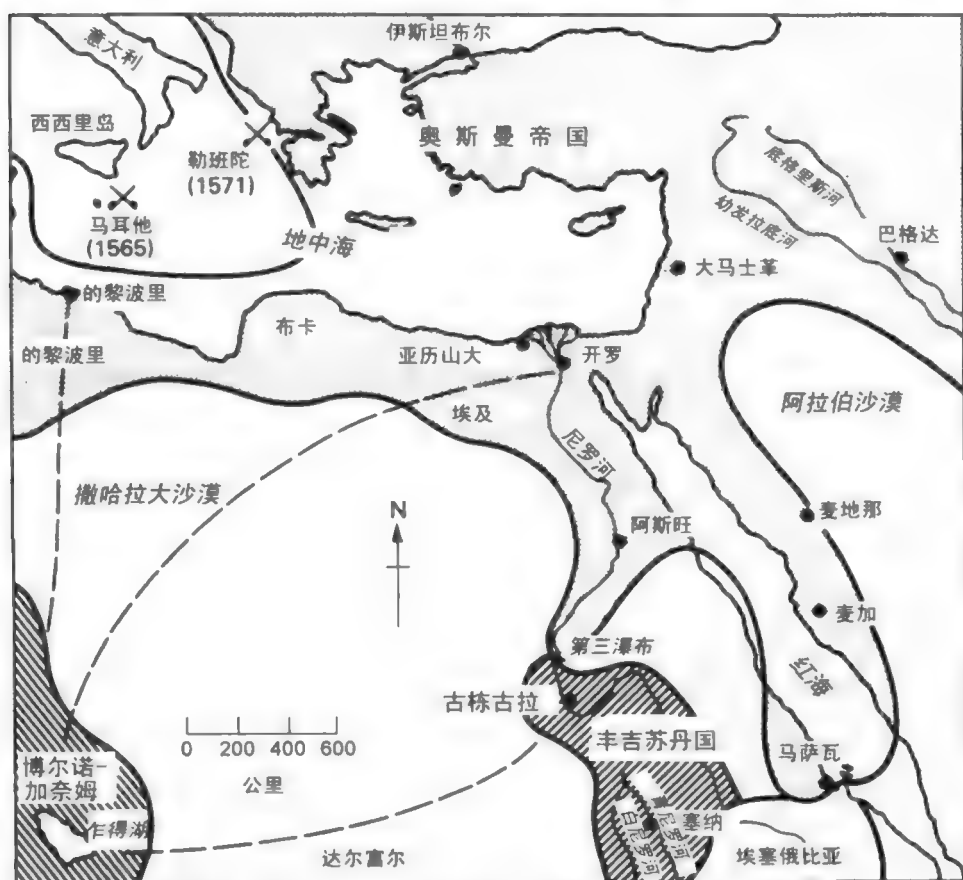 伊斯坦布尔
意大利
西西里岛
奥斯曼帝国
勒班陀
(1571)
底格里斯河
马耳他
(1565)
幼发拉底河
地中海
巴格达
大马士革
的黎波里
布卡
的黎波里
亚历山大
开罗
阿拉伯沙漠
埃及
尼罗河
撒哈拉大沙漠
N
麦地那
阿斯旺
麦加
第三瀑布
红海
古栋古拉
丰吉苏丹国
0 200 400 600
公里
马萨瓦
博尔诺-
加奈姆
乍得湖
青尼罗河
白尼罗河
塞纳
达尔富尔
埃塞俄比亚